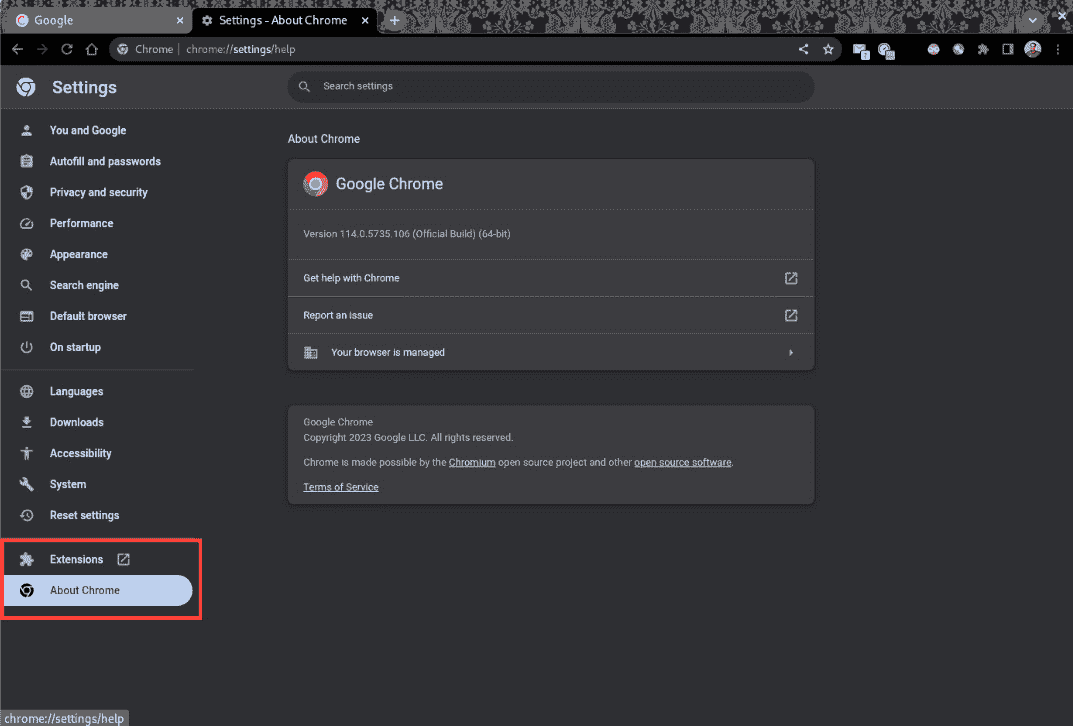 Google
Settings - About Chrome
Chrome | chrome://settings/help
Settings
Search settings
You and Google
Autofill and passwords
Privacy and security
Performance
Appearance
Search engine
Default browser
On startup
Languages
Downloads
Accessibility
System
Reset settings
Extensions
About Chrome
About Chrome
Google Chrome
Version 114.0.5735.106 (Official Build) (64-bit)
Get help with Chrome
Report an issue
Your browser is managed
Google Chrome
Copyright 2023 Google LLC. All rights reserved.
Chrome is made possible by the Chromium open source project and other open source software.
Terms of Service
chrome://settings/help